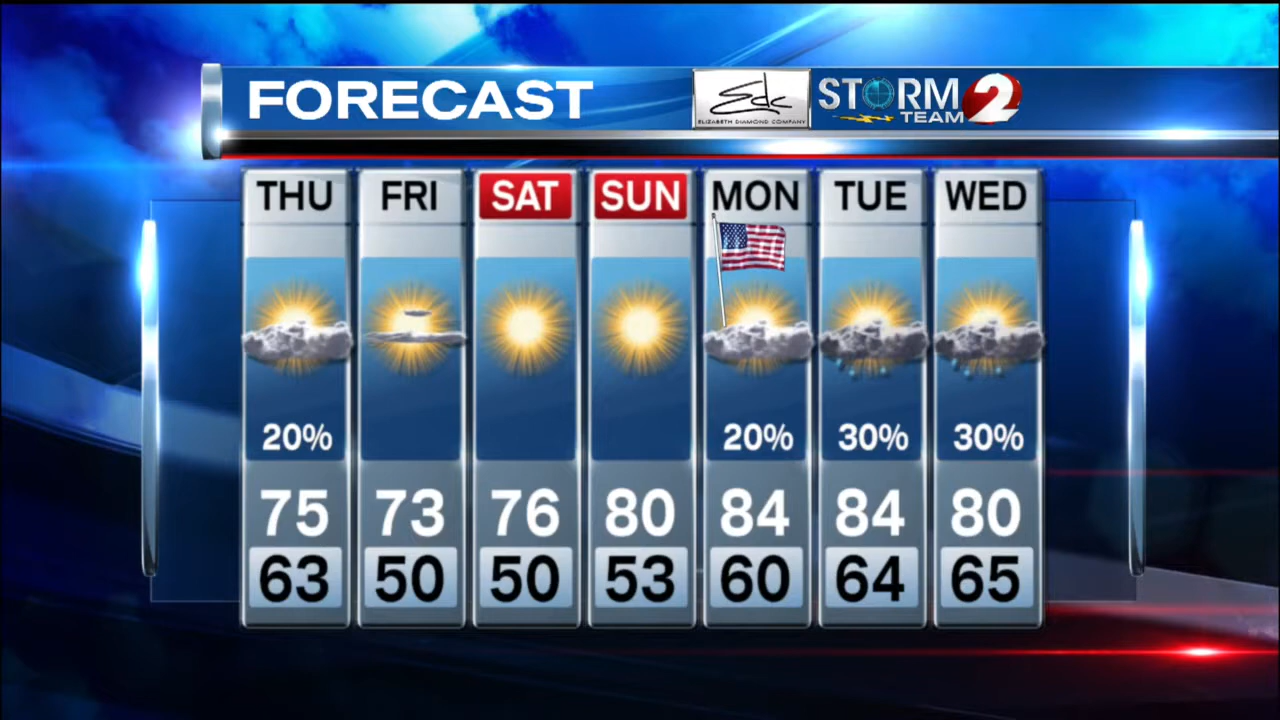 FORECAST
Edc
ELIZABETH DIAMOND COMPANY
STORM
TEAM
2
THU FRI SAT SUN MON TUE WED
20% 20% 30% 30%
75 73 76 80 84 84 80
63 50 50 53 60 64 65